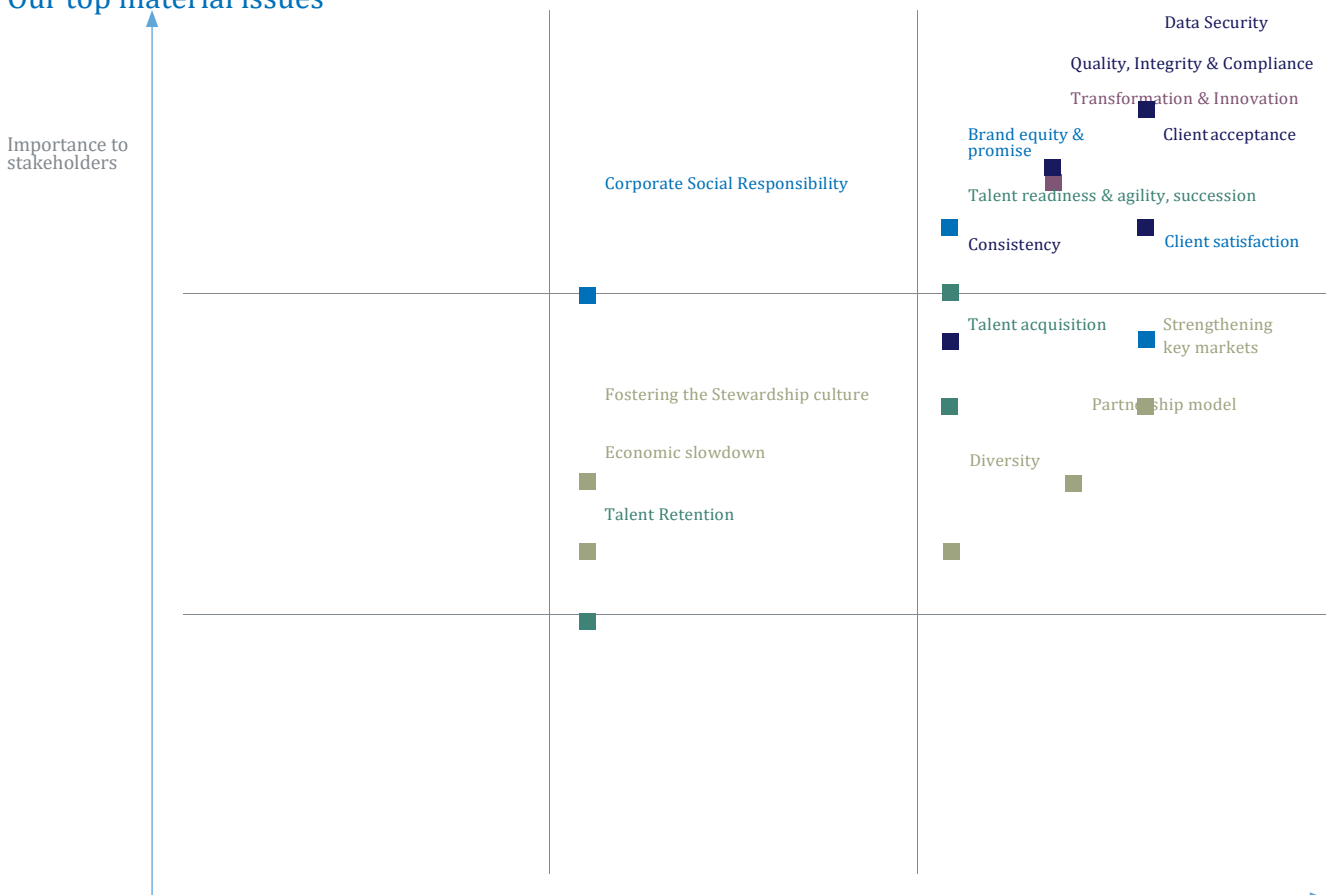 Our top material issues
Data Security
Quality, Integrity & Compliance
Transformation & Innovation
Importance to
stakeholders
Brand equity &
promise
Client acceptance
Corporate Social Responsibility
Talent readiness & agility, succession
Consistency
Client satisfaction
Talent acquisition
Strengthening
key markets
Fostering the Stewardship culture
Partnership model
Economic slowdown
Diversity
Talent Retention